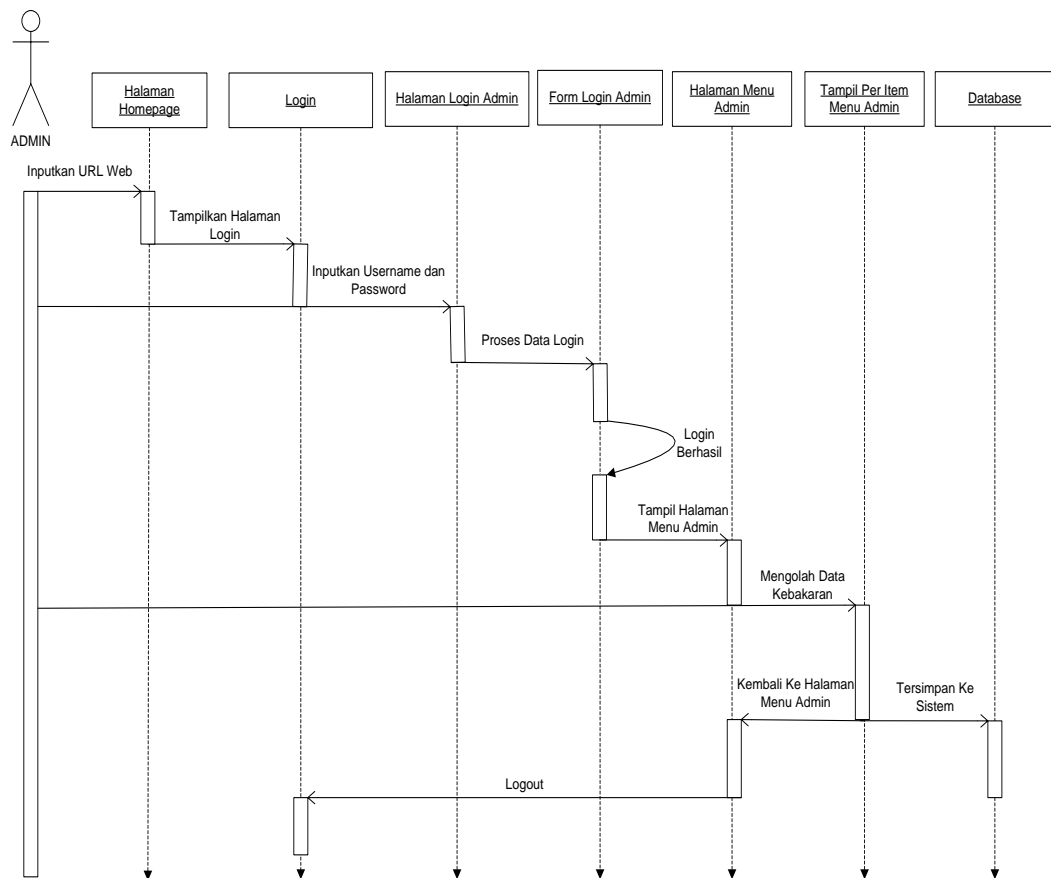 ADMIN
Halaman
Homepage
Login
Halaman Login Admin
Form Login Admin
Halaman Menu
Admin
Tampil Per Item
Menu Admin
Database
Inputkan URL Web
Tampilkan Halaman
Login
Inputkan Username dan
Password
Proses Data Login
Login
Berhasil
Tampil Halaman
Menu Admin
Mengolah Data
Kebakaran
Kembali Ke Halaman
Menu Admin
Tersimpan Ke
Sistem
Logout